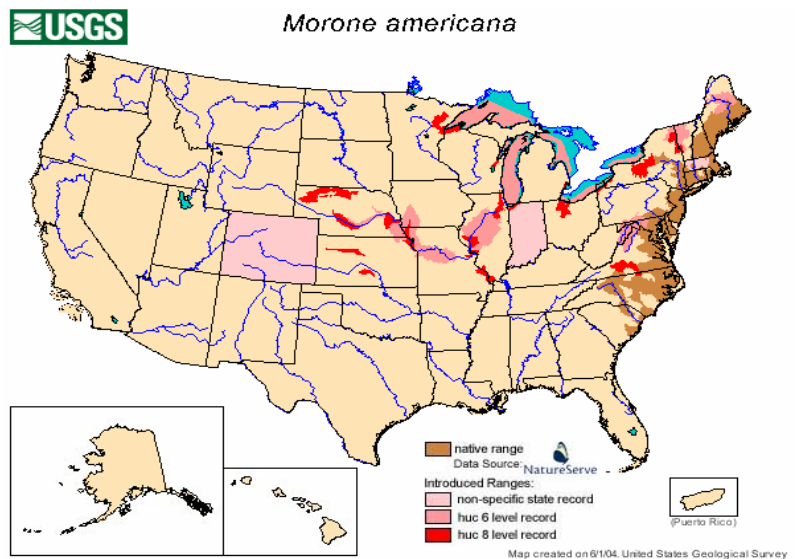 USGS
Morone americana
native range
Data Source:
NatureServe
Introduced Ranges:
non-specific state record
huc 6 level record
huc 8 level record
(Puerto Rico)
Map created on 6/1/04. United States Geological Survey